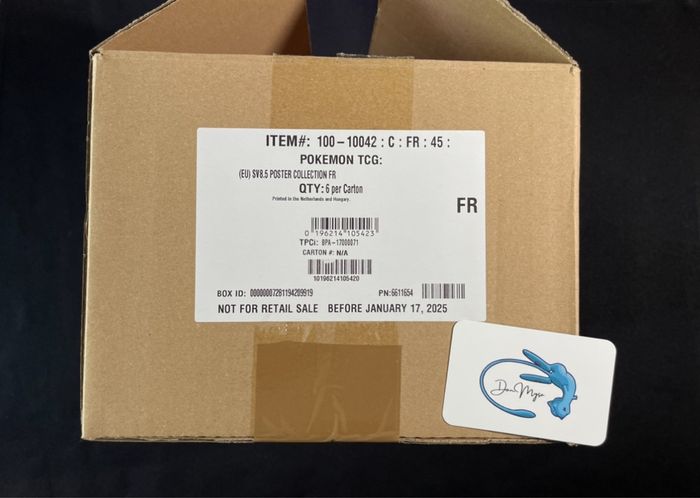 ITEM#: 100-10042 : C : FR : 45 :
POKEMON TCG:
(EU) SV8.5 POSTER COLLECTION FR
QTY: 6 per Carton
Printed in the Netherlands and Hungary.
FR
0 196214 105423
TPCi: BPA-17000071
CARTON #: N/A
10196214105420
BOX ID: 00000007281194209919
PN:6611654
NOT FOR RETAIL SALE BEFORE JANUARY 17, 2025